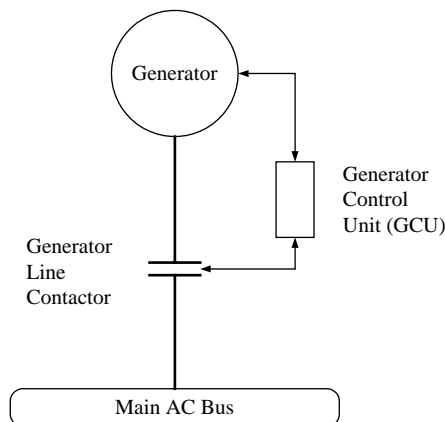 Generator
Generator
Control
Unit (GCU)
Generator
Line
Contactor
Main AC Bus